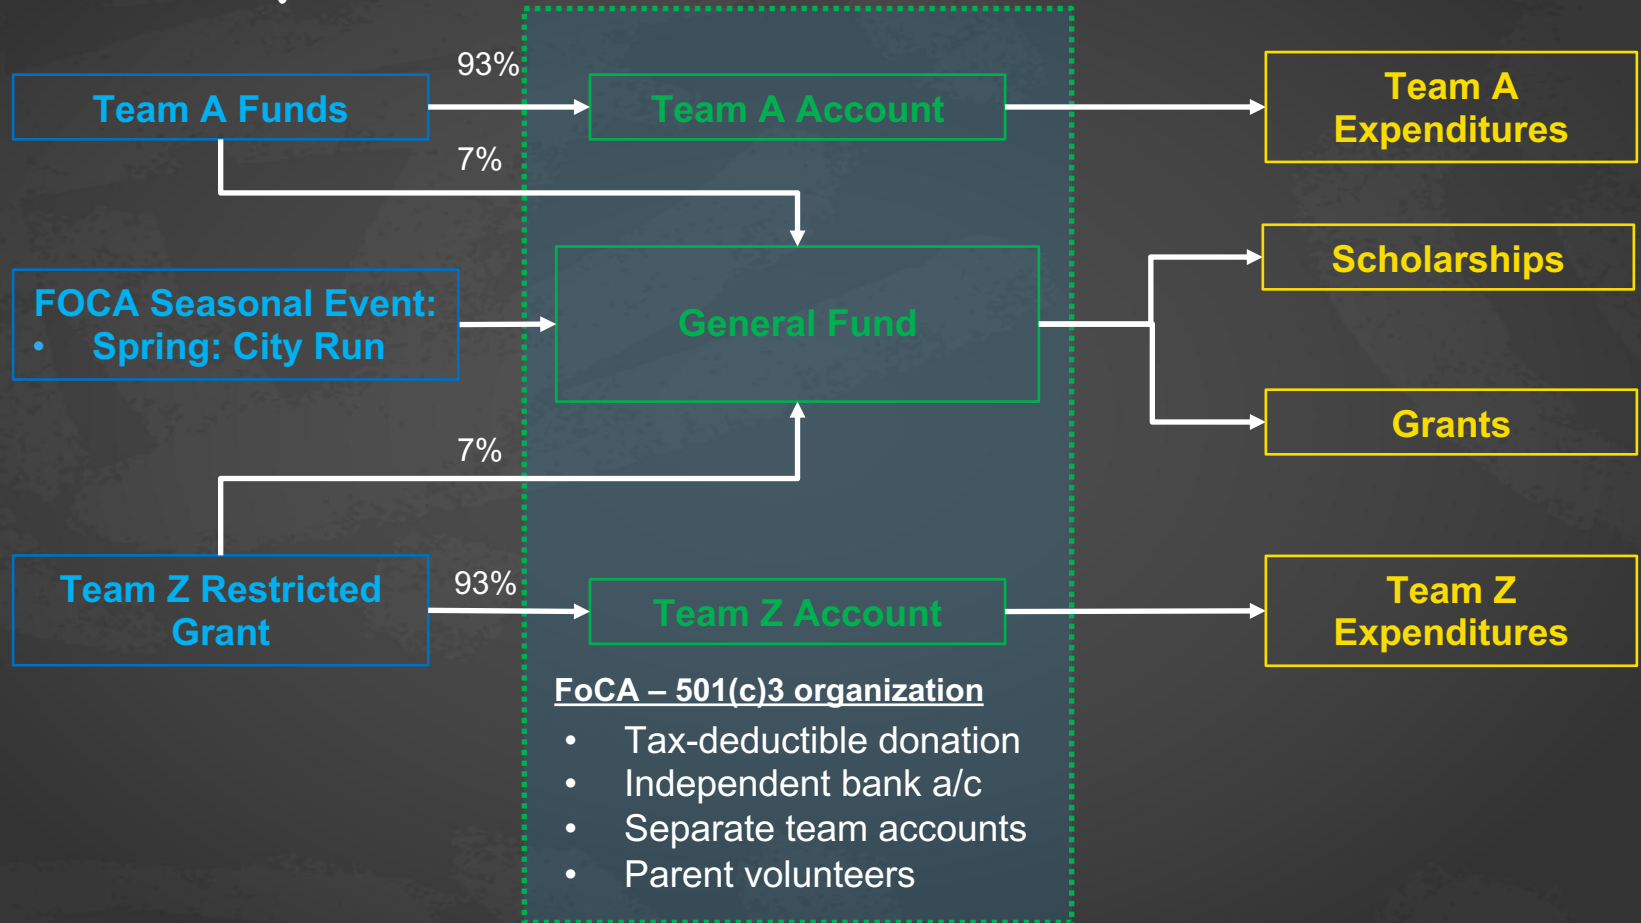 93%
Team A Funds
Team A Account
Team A
Expenditures
7%
Scholarships
FOCA Seasonal Event:
• Spring: City Run
General Fund
Grants
7%
Team Z Restricted
Grant
93%
Team Z Account
Team Z
Expenditures
FoCA – 501(c)3 organization
• Tax-deductible donation
• Independent bank a/c
• Separate team accounts
• Parent volunteers